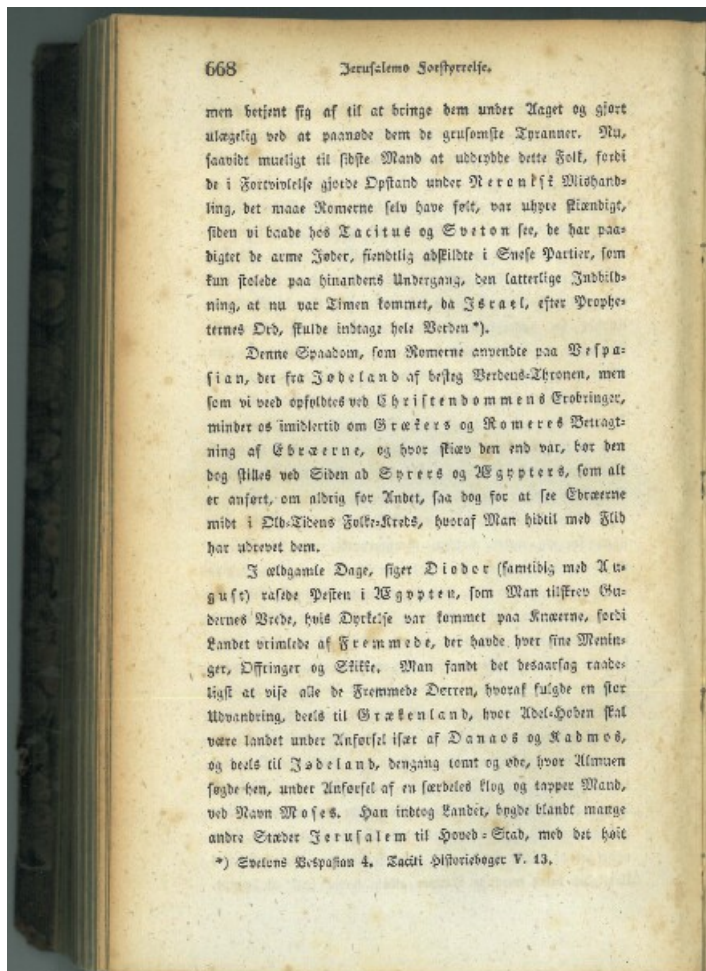 668 Jerusalems Forstyrrelse.
men betjent sig af til at bringe dem under Aaget og gjort
ulægelig ved at paanøde dem de grusomste Tyranner. Nu,
saavidt mueligt til sidste Mand at uddrydde dette Folk, fordi
de i Fortvivlelse gjorde Opstand under Neronisk Mishand-
ling, det maae Romerne selv have følt, var uhyre skiændigt,
siden vi baade hos Tacitus og Sveton see, de har paa-
digtet de arme Jøder, fiendtlig adskildte i Svese Partier, som
kun stolede paa hinandens Undergang, den latterlige Indbild-
ning, at nu var Timen kommet, da Israel, efter Prophe-
ternes Ord, skulde indtage hele Verden*).
Denne Spaadom, som Romerne anvendte paa Vespa-
sian, der fra Jødeland af besteg Verdens-Thronen, men
som vi veed opfyldtes ved Christendommens Erobringer,
minder os imidlertid om Grækers og Romeres Betragt-
ning af Ebræerne, og hvor skiæv den end var, bør den
dog stilles ved Siden ad Syrers og Ægypters, som alt
er anført, om aldrig for Andet, saa dog for at see Ebræerne
midt i Old-Tidens Folke-Kreds, hvoraf Man hidtil med Flid
har udrevet dem.
I ældgamle Dage, siger Diodor (samtidig med Au-
gust) rasede Pesten i Ægypten, som Man tilskrev Gu-
dernes Vrede, hvis Dyrkelse var kommet paa Knæerne, fordi
Landet vrimlede af Fremmede, der havde hver sine Menin-
ger, Offringer og Skikke. Man fandt det desaarsag raade-
ligst at vise alle de Fremmede Dørren, hvoraf fulgde en stor
Udvandring, deels til Grækenland, hvor Adel-Hoben skal
være landet under Anførsel især af Danaos og Kadmos,
og deels til Jødeland, dengang tomt og øde, hvor Almuen
søgde hen, under Anførsel af en særdeles klog og tapper Mand,
ved Navn Moses. Han indtog Landet, bygde blandt mange
andre Stæder Jerusalem til Hoved-Stad, med det høit
*) Svetons Vespasian 4. Taciti Historiebøger V. 13.